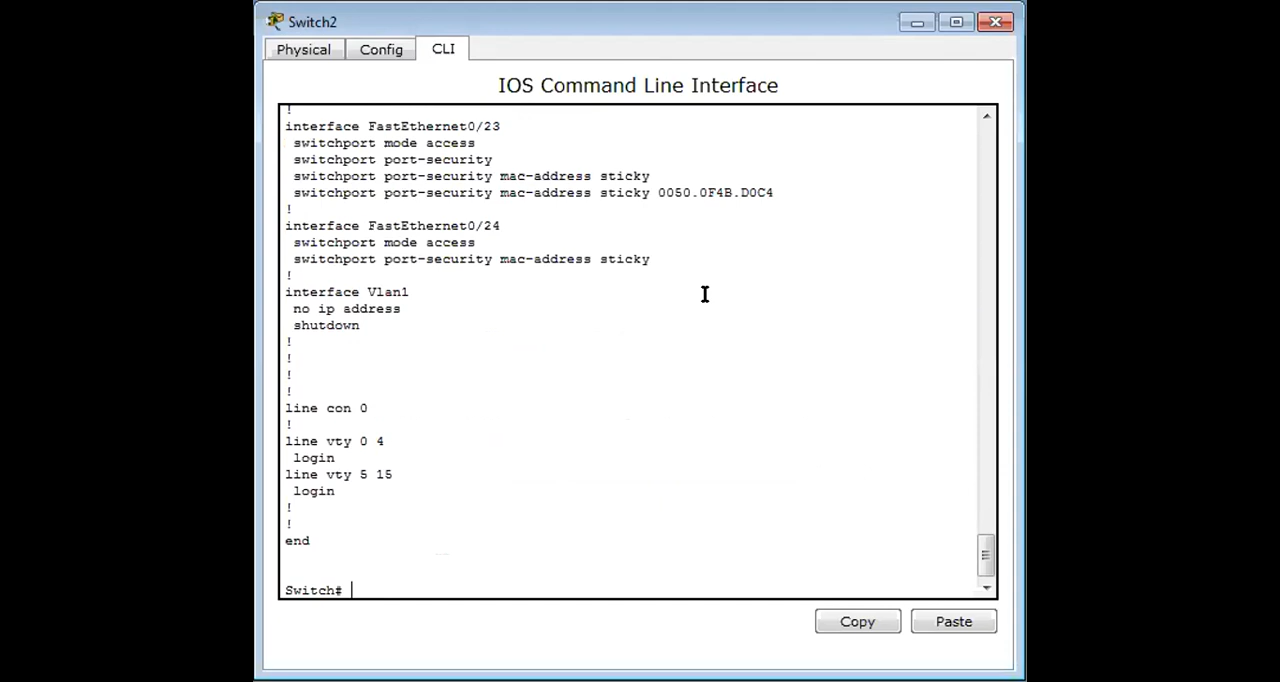 Switch2
Physical Config CLI
IOS Command Line Interface
!
interface FastEthernet0/23
switchport mode access
switchport port-security
switchport port-security mac-address sticky
switchport port-security mac-address sticky 0050.0F4B.D0C4
!
interface FastEthernet0/24
switchport mode access
switchport port-security mac-address sticky
!
interface Vlan1
no ip address
shutdown
!
!
!
!
line con 0
!
line vty 0 4
login
line vty 5 15
login
!
!
end
Switch#
Copy Paste